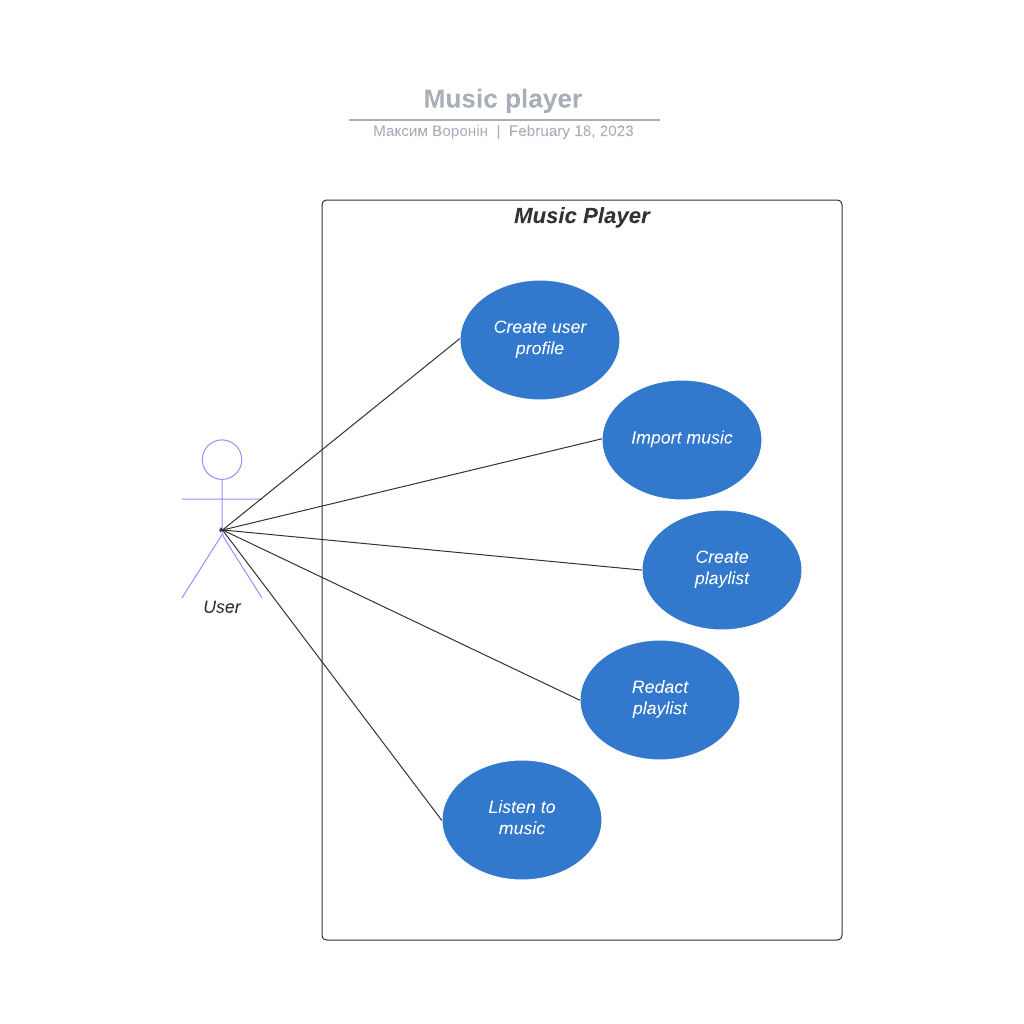 Music player
Максим Воронін | February 18, 2023
Music Player
Create user
profile
Import music
Create
playlist
User
Redact
playlist
Listen to
music